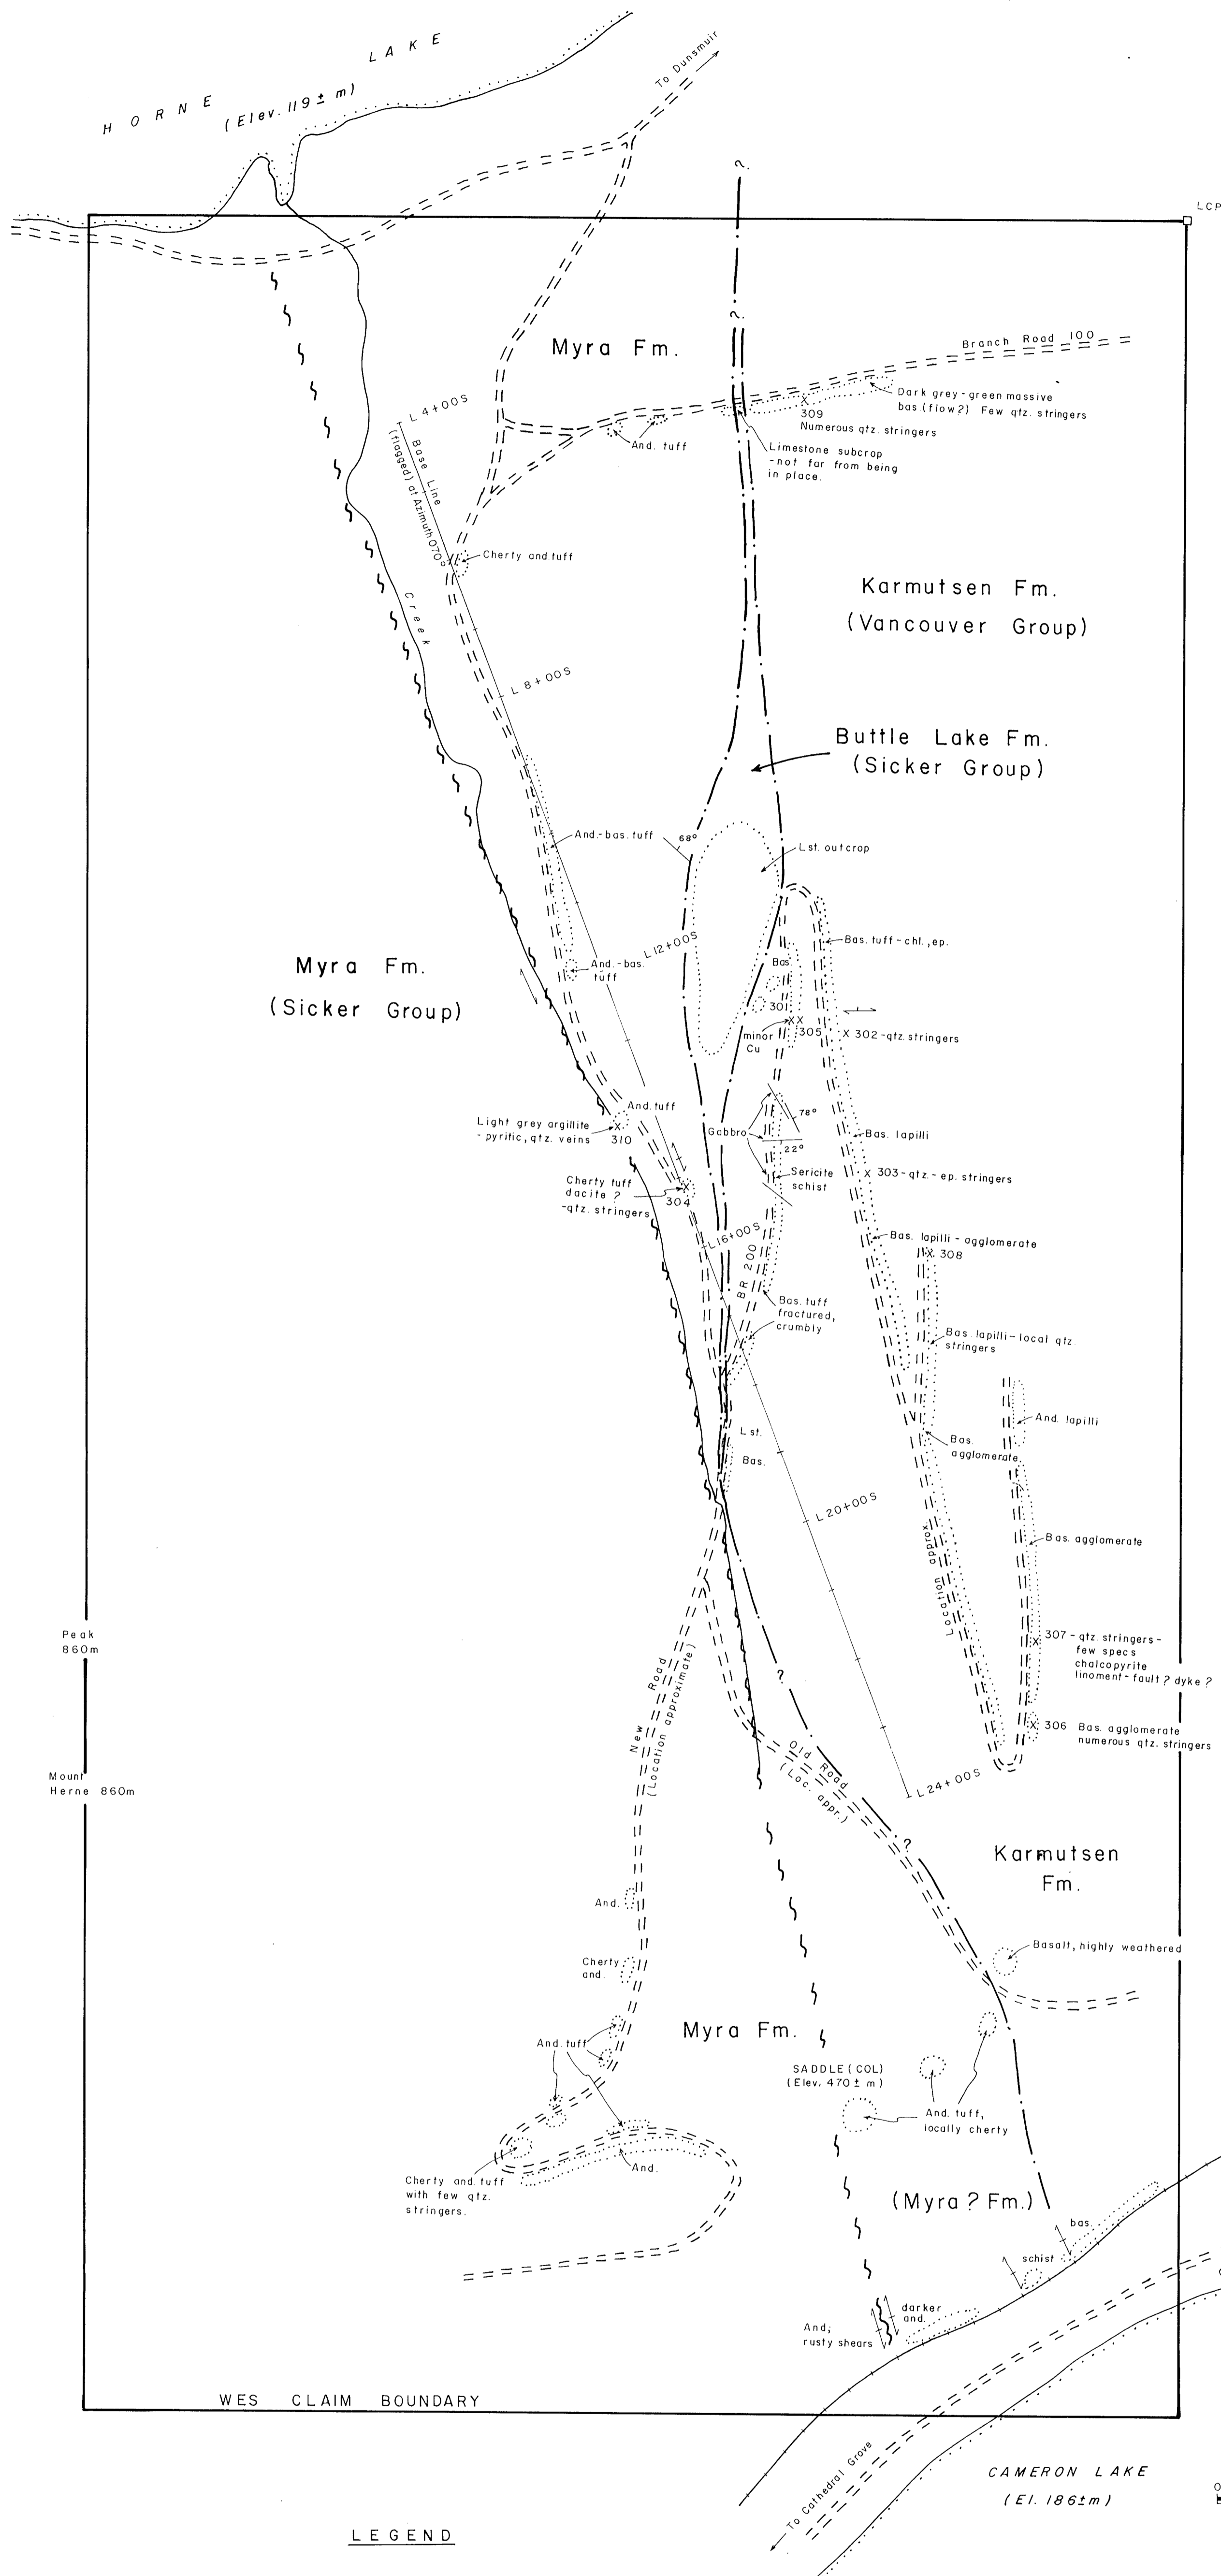 LAKE
HORNE
(Elev. 119 ± m)
To Dunsmuir
?
LCP
?
Myra Fm.
Branch Road 100
Dark grey-green massive
bas.(flow?) Few qtz. stringers
X
309
Numerous qtz. stringers
L 4+00S
And. tuff
Limestone subcrop
-not far from being
in place.
Base Line
(flagged) at Azimuth 070°
Cherty and.tuff
Karmutsen Fm.
(Vancouver Group)
Creek
L 8+00S
Buttle Lake Fm.
(Sicker Group)
And.-bas. tuff
68°
Lst. outcrop
L12+00S
Bas. tuff-chl.,ep.
Myra Fm.
(Sicker Group)
And.-bas.
tuff
Bas.
301
XX
305
minor
Cu
X 302-qtz. stringers
And. tuff
Light grey argillite
-pyritic, qtz. veins
X
310
78°
Gabbro
22°
Bas. lapilli
Sericite
schist
X 303-qtz.-ep. stringers
Cherty tuff
dacite ?
-qtz. stringers
X
304
L16+00S
Bas. lapilli-agglomerate
X 308
BR 200
Bas. tuff
fractured,
crumbly
Bas lapilli-local qtz.
stringers
And. lapilli
Lst.
Bas.
agglomerate
Bas.
L20+00S
Location approx.
Bas. agglomerate
Peak
860m
X 307-qtz. stringers-
few specs
chalcopyrite
linoment-fault? dyke ?
New Road
(Location approximate)
?
X 306 Bas. agglomerate
numerous qtz. stringers
Old Road
(Loc. appr.)
Mount
Herne 860m
L24+00S
?
Karmutsen
Fm.
And.
Basalt, highly weathered
Cherty
and.
Myra Fm.
And. tuff
SADDLE (COL)
(Elev. 470 ± m)
And. tuff,
locally cherty
And.
Cherty and. tuff
with few qtz.
stringers.
(Myra ? Fm.)
bas.
schist
darker
and.
And;
rusty shears
WES CLAIM BOUNDARY
To Cathedral Grove
CAMERON LAKE
(El. 186±m)
LEGEND